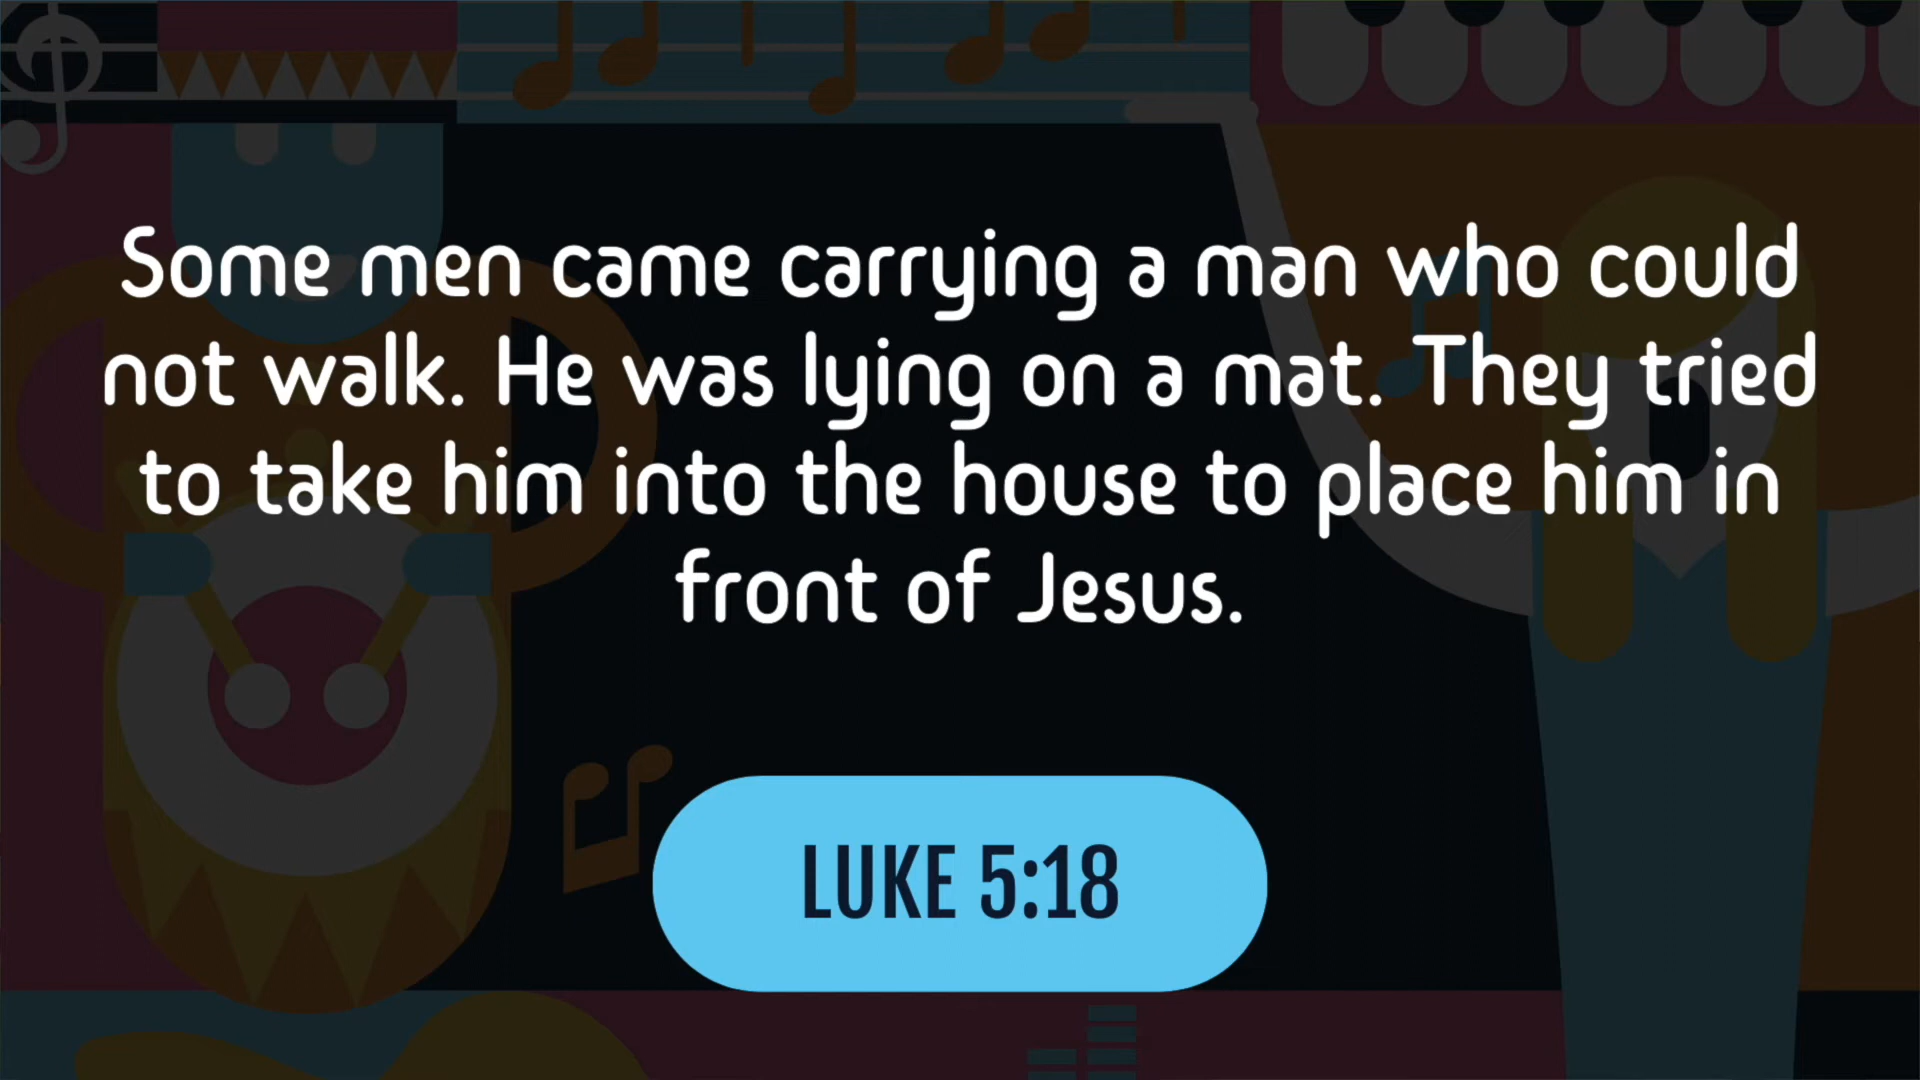 Some men came carrying a man who could
not walk. He was lying on a mat. They tried
to take him into the house to place him in
front of Jesus.
LUKE 5:18